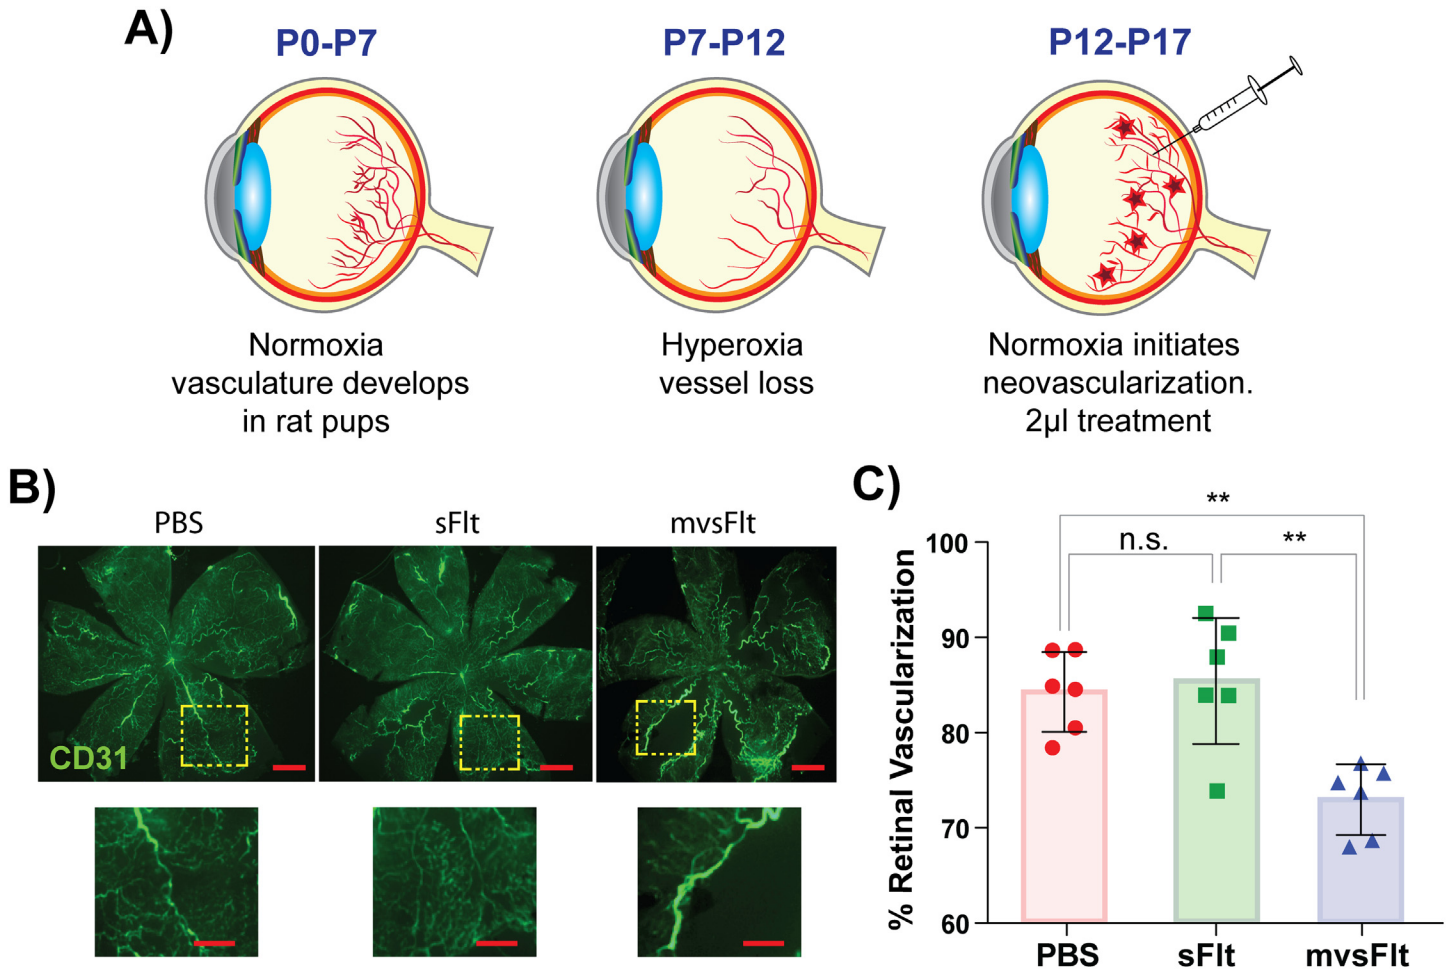 A)
P0-P7
P7-P12
P12-P17
Normoxia
vasculature develops
in rat pups
Hyperoxia
vessel loss
Normoxia initiates
neovascularization.
2µl treatment
B)
PBS
sFlt
mvsFlt
CD31
C)
% Retinal Vascularization
100
90
80
70
60
**
n.s.
**
PBS
sFlt
mvsFlt